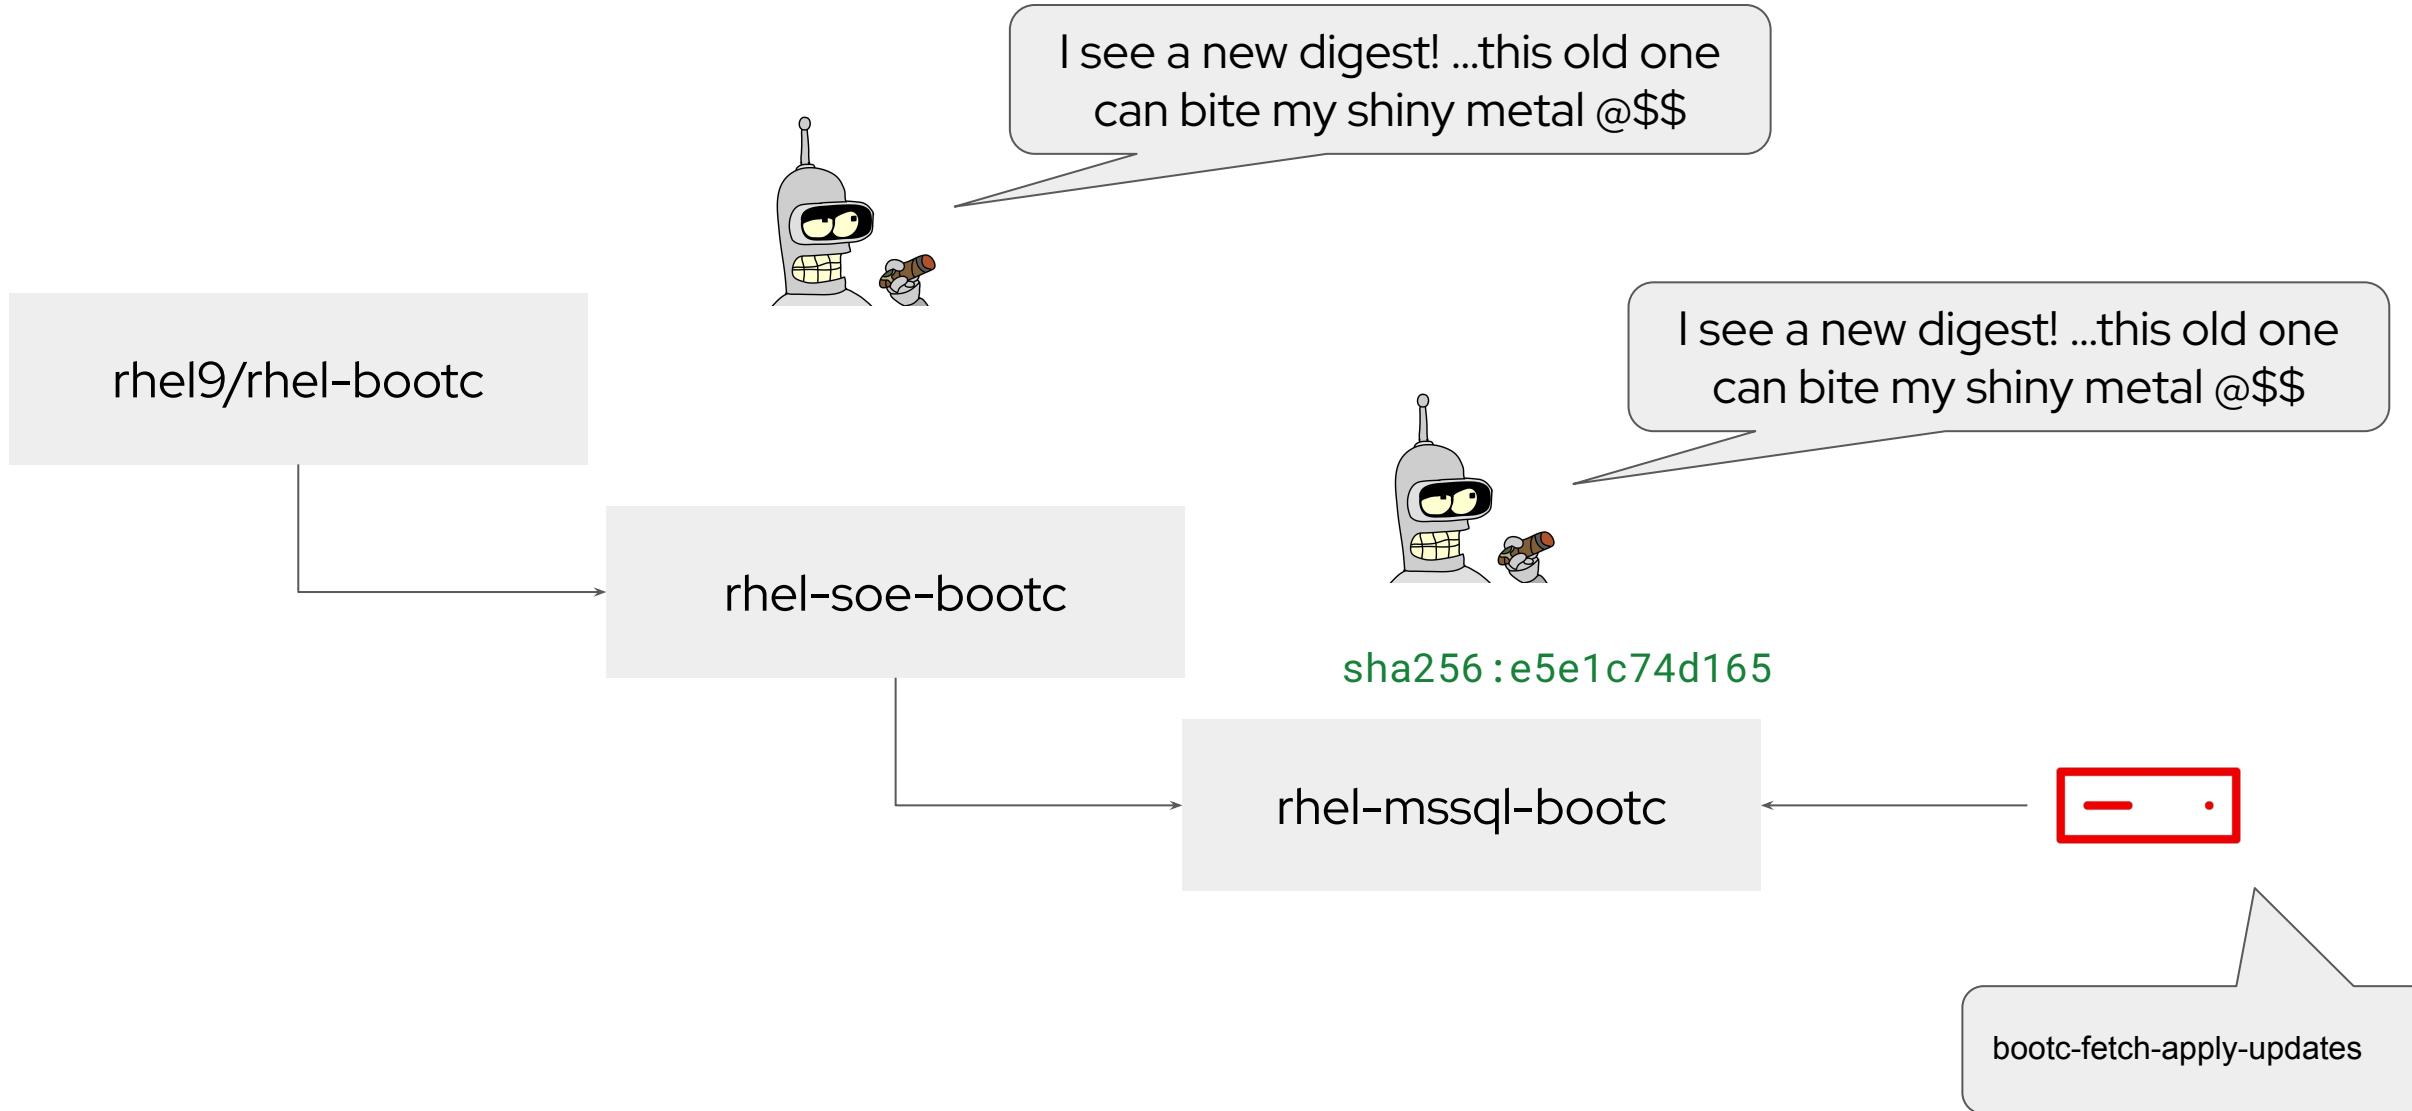 I see a new digest! ...this old one
can bite my shiny metal @$$
I see a new digest! ...this old one
can bite my shiny metal @$$
rhel9/rhel-bootc
rhel-soe-bootc
sha256:e5e1c74d165
rhel-mssql-bootc
bootc-fetch-apply-updates